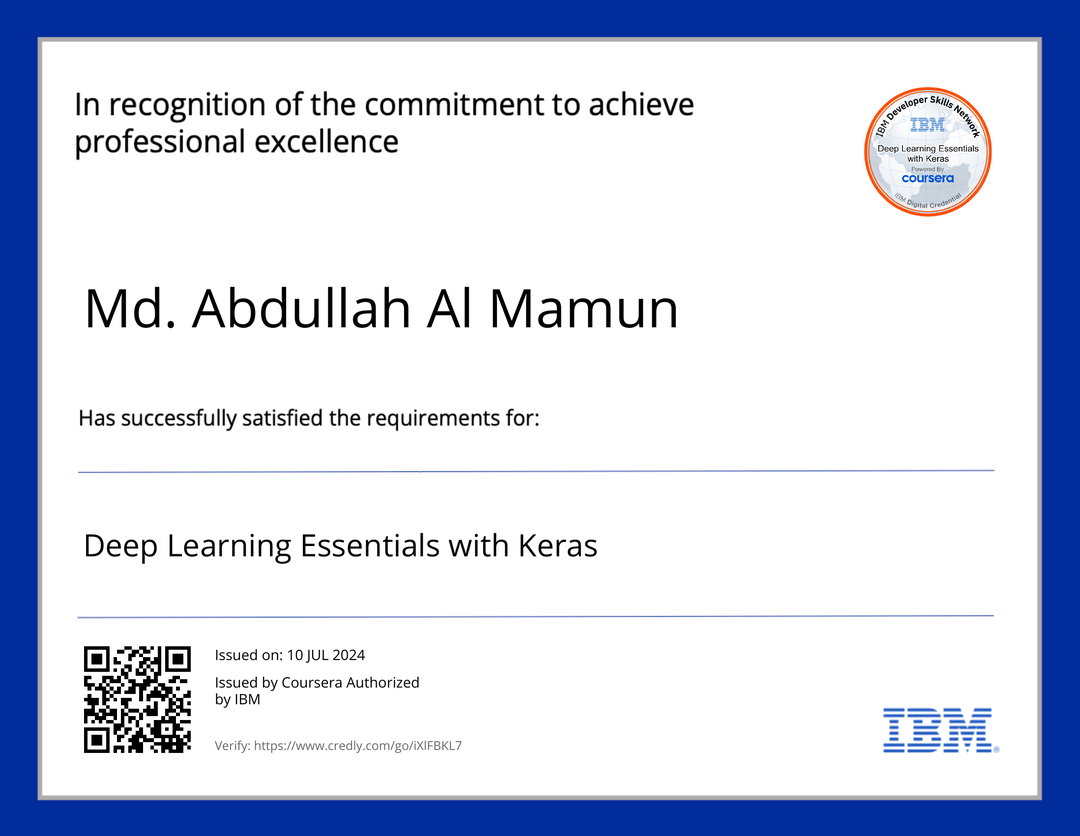 In recognition of the commitment to achieve
professional excellence
IBM Developer Skills Network
IBM
Deep Learning Essentials
with Keras
Powered By
coursera
IBM Digital Credential
Md. Abdullah Al Mamun
Has successfully satisfied the requirements for:
Deep Learning Essentials with Keras
Issued on: 10 JUL 2024
Issued by Coursera Authorized
by IBM
Verify: https://www.credly.com/go/iXlFBKL7
IBM®